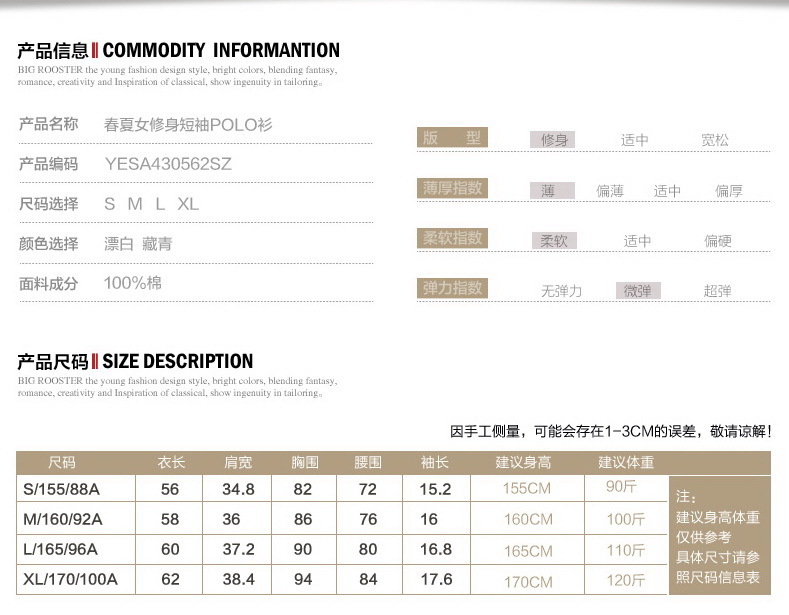 产品信息 COMMODITY INFORMANTION
BIG ROOSTER the young fashion design style, bright colors, blending fantasy,
romance, creativity and Inspiration of classical, show ingenuity in tailoring。
产品名称 春夏女修身短袖POLO衫
产品编码 YESA430562SZ
尺码选择 S M L XL
颜色选择 漂白 藏青
面料成分 100%棉
版 型 修身 适中 宽松
薄厚指数 薄 偏薄 适中 偏厚
柔软指数 柔软 适中 偏硬
弹力指数 无弹力 微弹 超弹
产品尺码 SIZE DESCRIPTION
BIG ROOSTER the young fashion design style, bright colors, blending fantasy,
romance, creativity and Inspiration of classical, show ingenuity in tailoring。
因手工侧量，可能会存在1-3CM的误差，敬请谅解！
尺码 衣长 肩宽 胸围 腰围 袖长 建议身高 建议体重
S/155/88A 56 34.8 82 72 15.2 155CM 90斤
M/160/92A 58 36 86 76 16 160CM 100斤
L/165/96A 60 37.2 90 80 16.8 165CM 110斤
XL/170/100A 62 38.4 94 84 17.6 170CM 120斤
注：
建议身高体重
仅供参考
具体尺寸请参
照尺码信息表